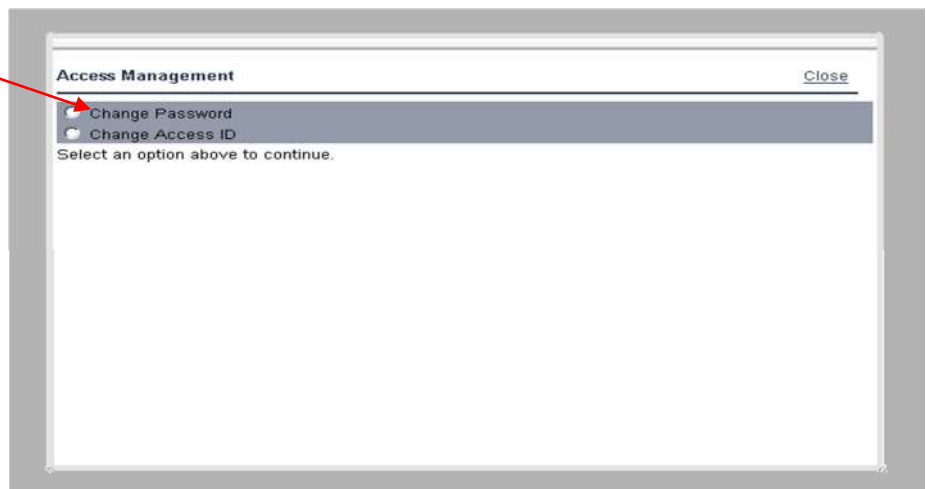 Access Management
Close
Change Password
Change Access ID
Select an option above to continue.